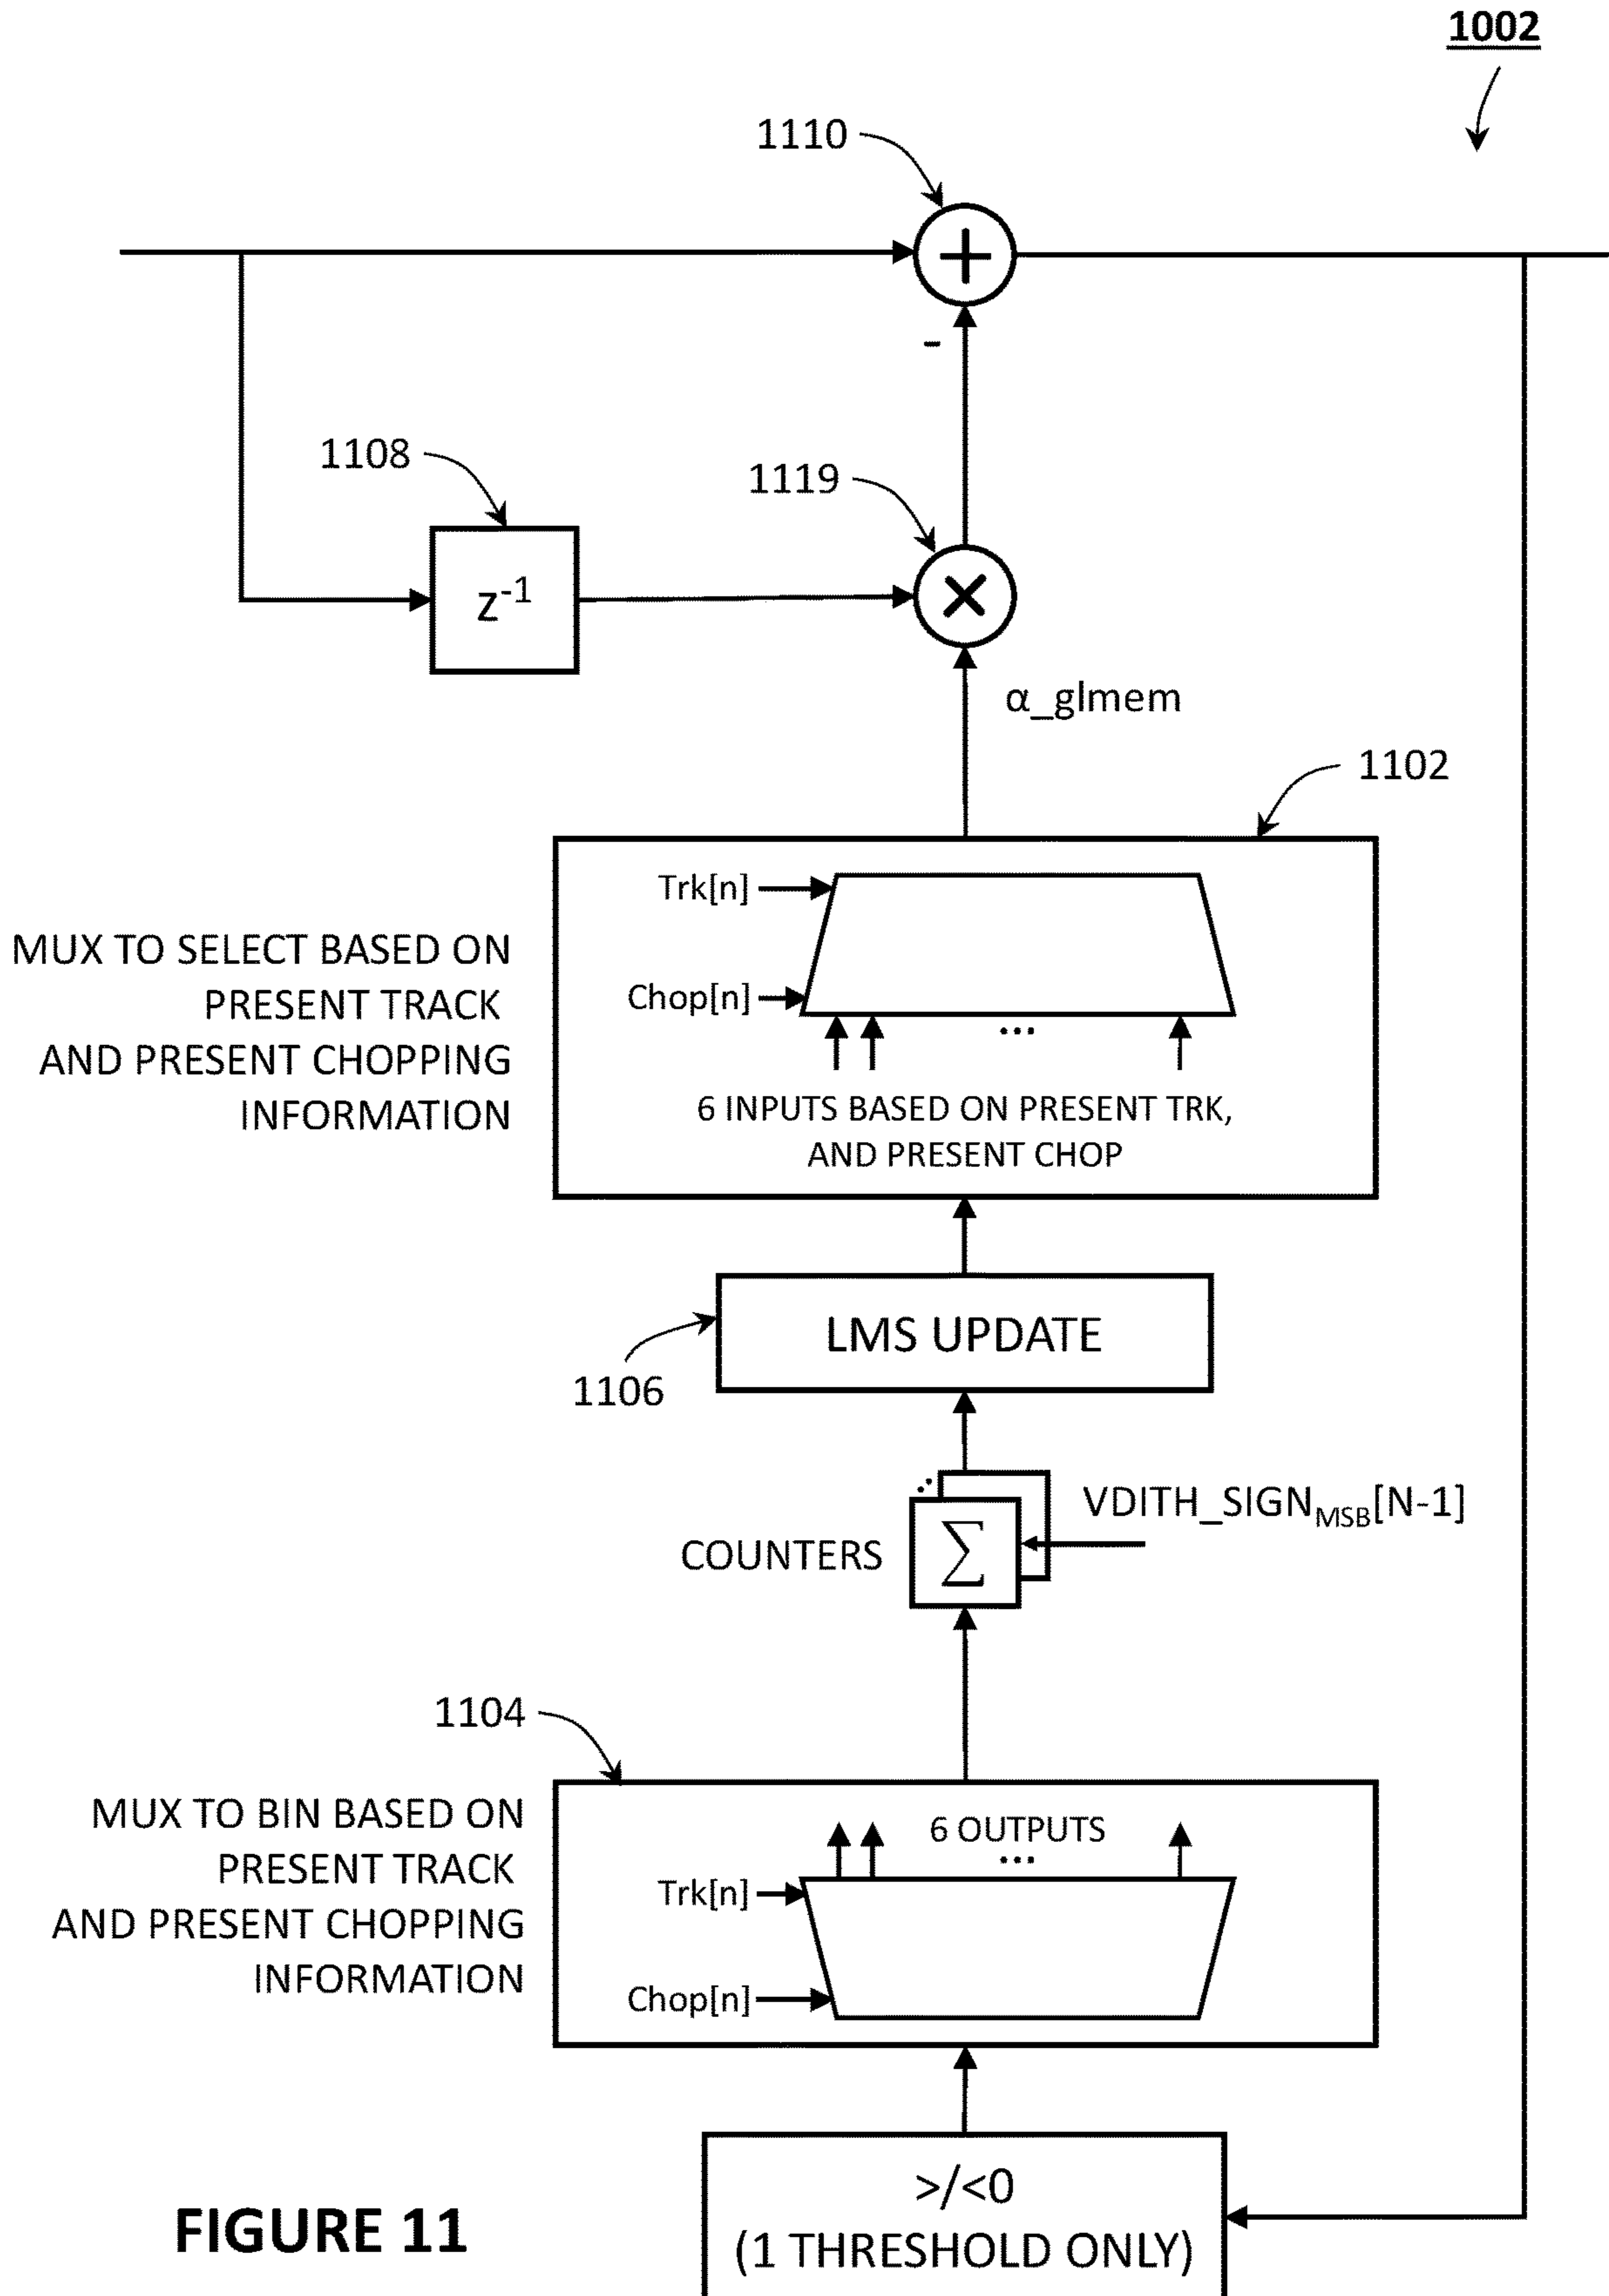 1002
1110
+
-
1108
1119
z-1
×
α_glmem
1102
Trk[n]
MUX TO SELECT BASED ON
PRESENT TRACK
AND PRESENT CHOPPING
INFORMATION
Chop[n]
...
6 INPUTS BASED ON PRESENT TRK,
AND PRESENT CHOP
LMS UPDATE
1106
VDITH_SIGNMSB[N-1]
COUNTERS
∑
1104
MUX TO BIN BASED ON
PRESENT TRACK
AND PRESENT CHOPPING
INFORMATION
6 OUTPUTS
...
Trk[n]
Chop[n]
>/<0
(1 THRESHOLD ONLY)
FIGURE 11